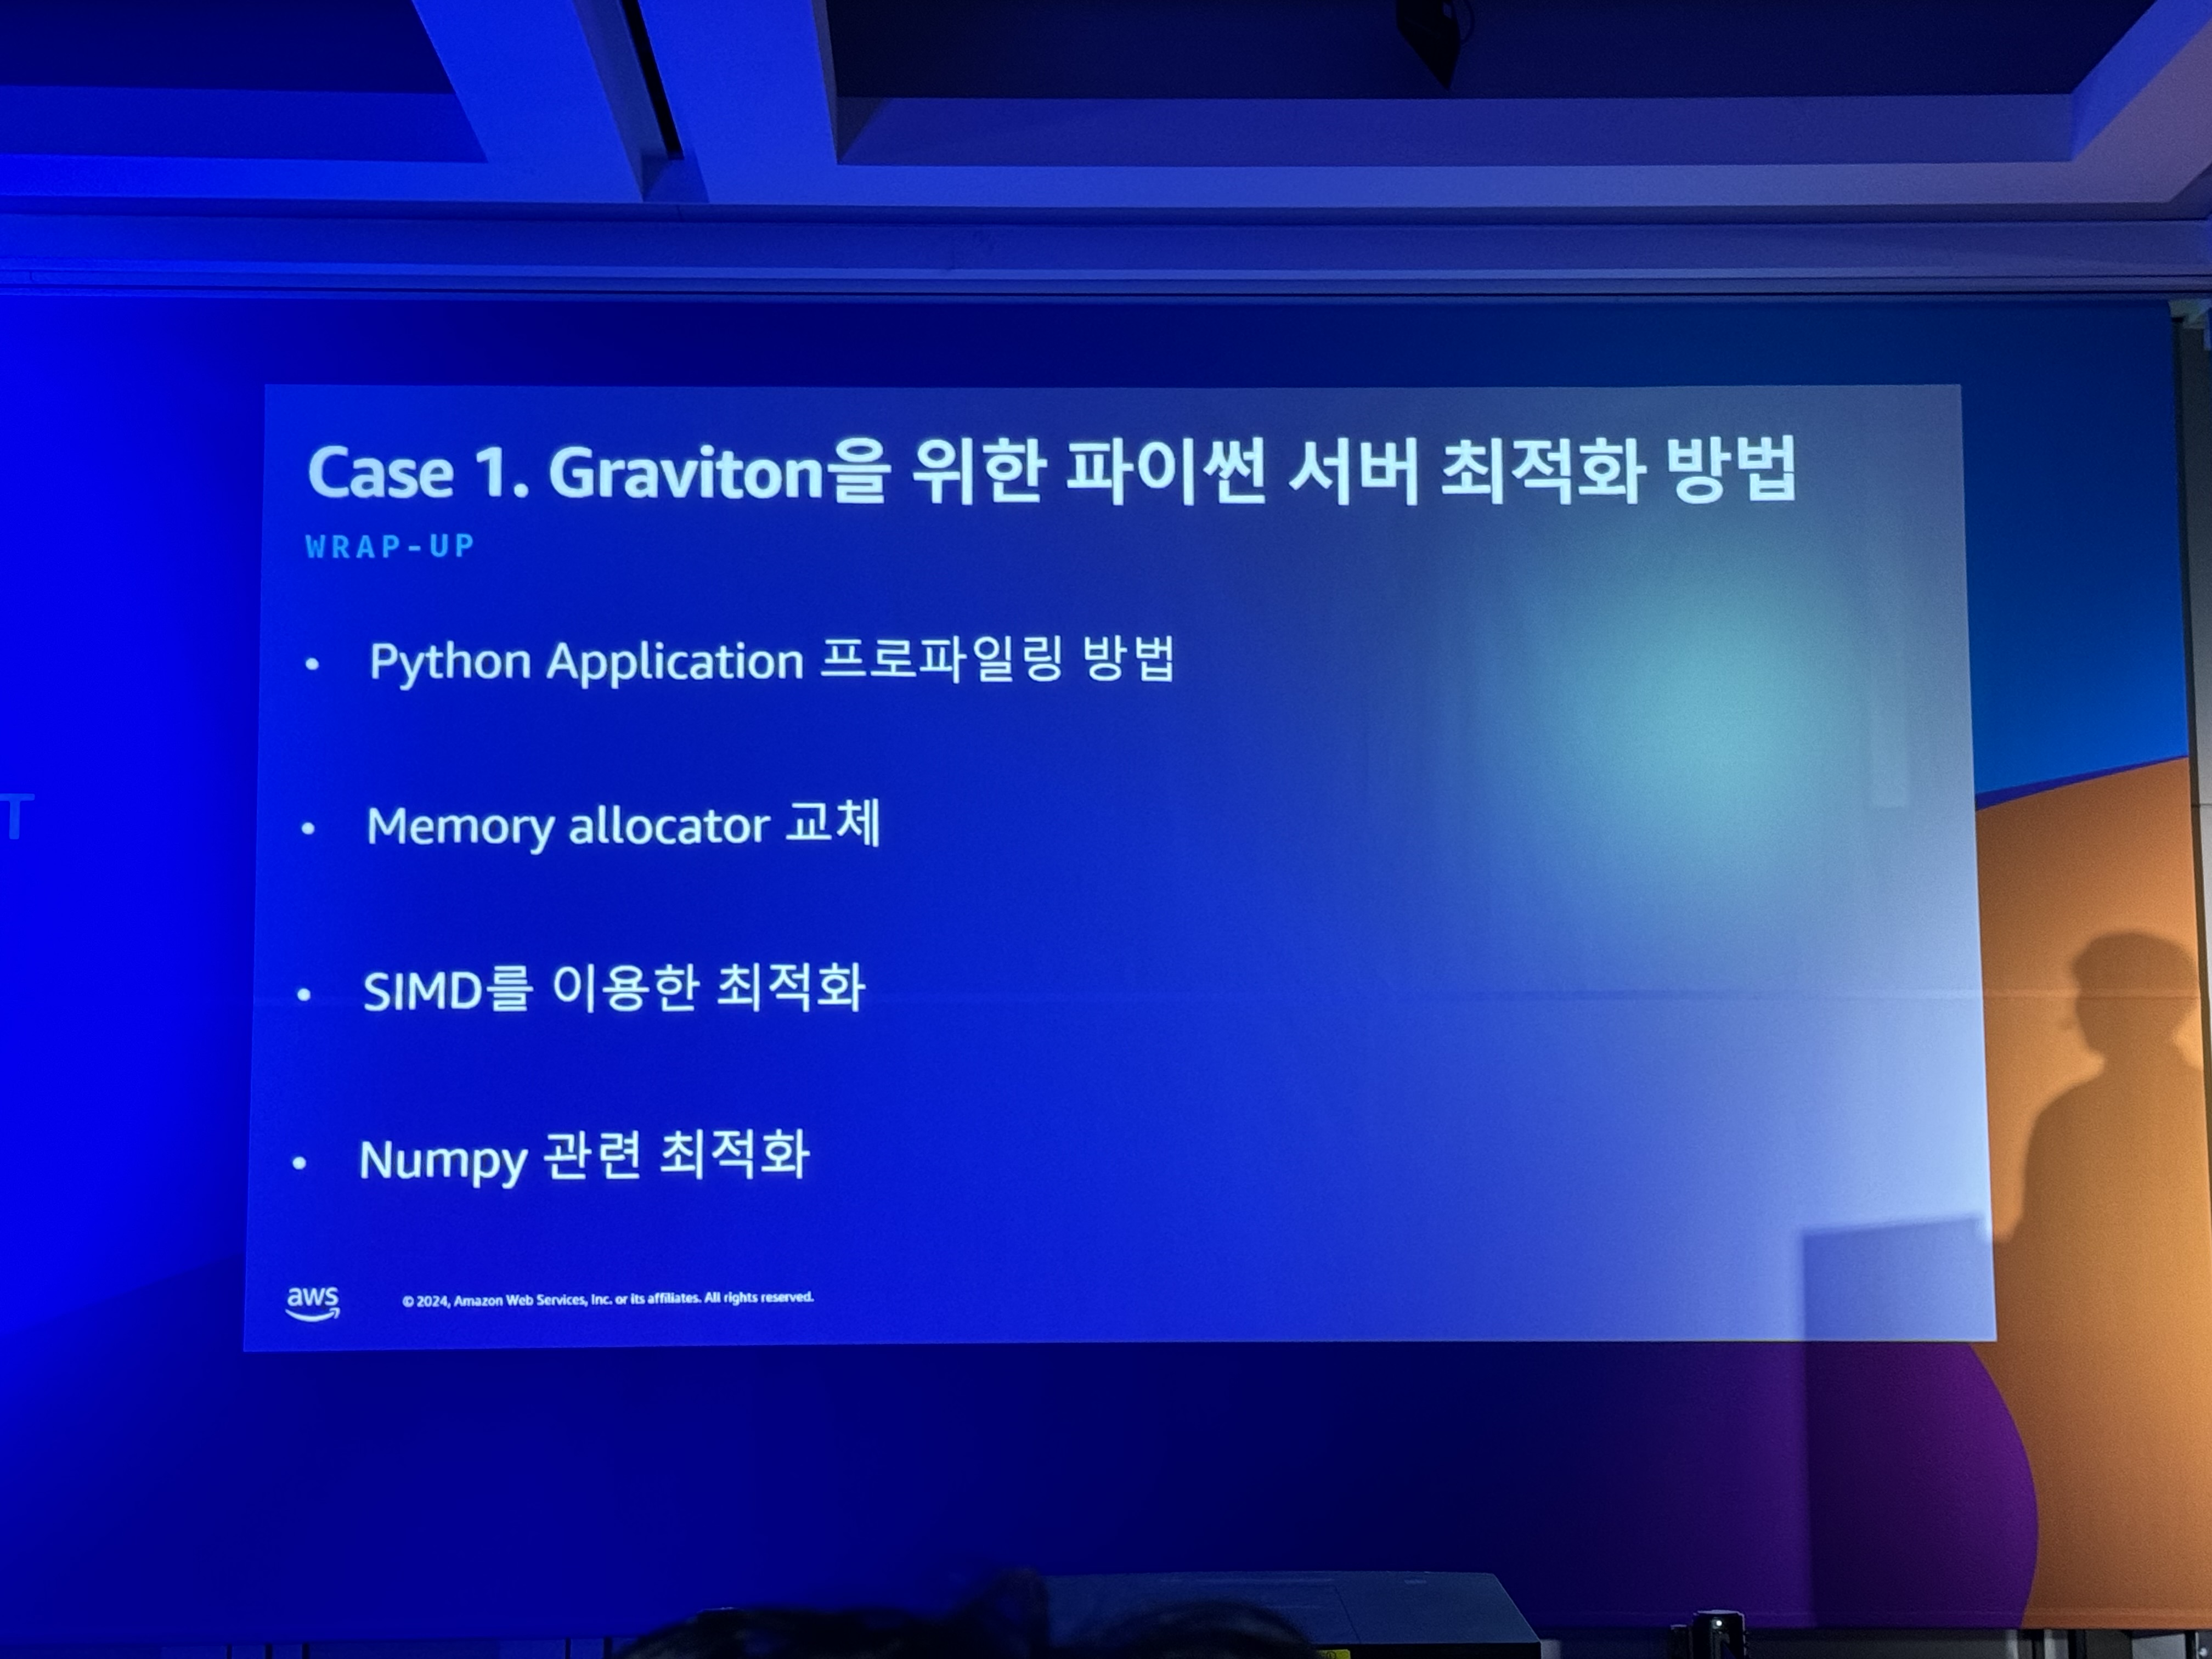 Case 1. Graviton을 위한 파이썬 서버 최적화 방법
WRAP-UP
• Python Application 프로파일링 방법
• Memory allocator 교체
• SIMD를 이용한 최적화
• Numpy 관련 최적화
aws
© 2024, Amazon Web Services, Inc. or its affiliates. All rights reserved.
T